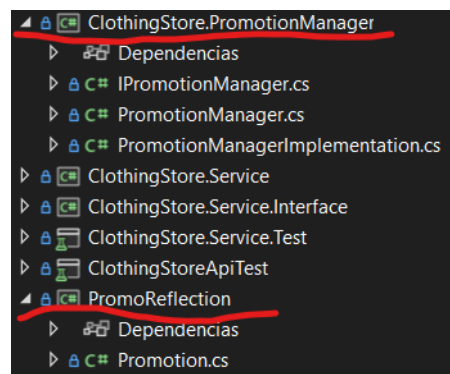 C# ClothingStore.PromotionManager
Dependencias
C# IPromotionManager.cs
C# PromotionManager.cs
C# PromotionManagerImplementation.cs
C# ClothingStore.Service
C# ClothingStore.Service.Interface
ClothingStore.Service.Test
ClothingStoreApiTest
C# PromoReflection
Dependencias
C# Promotion.cs